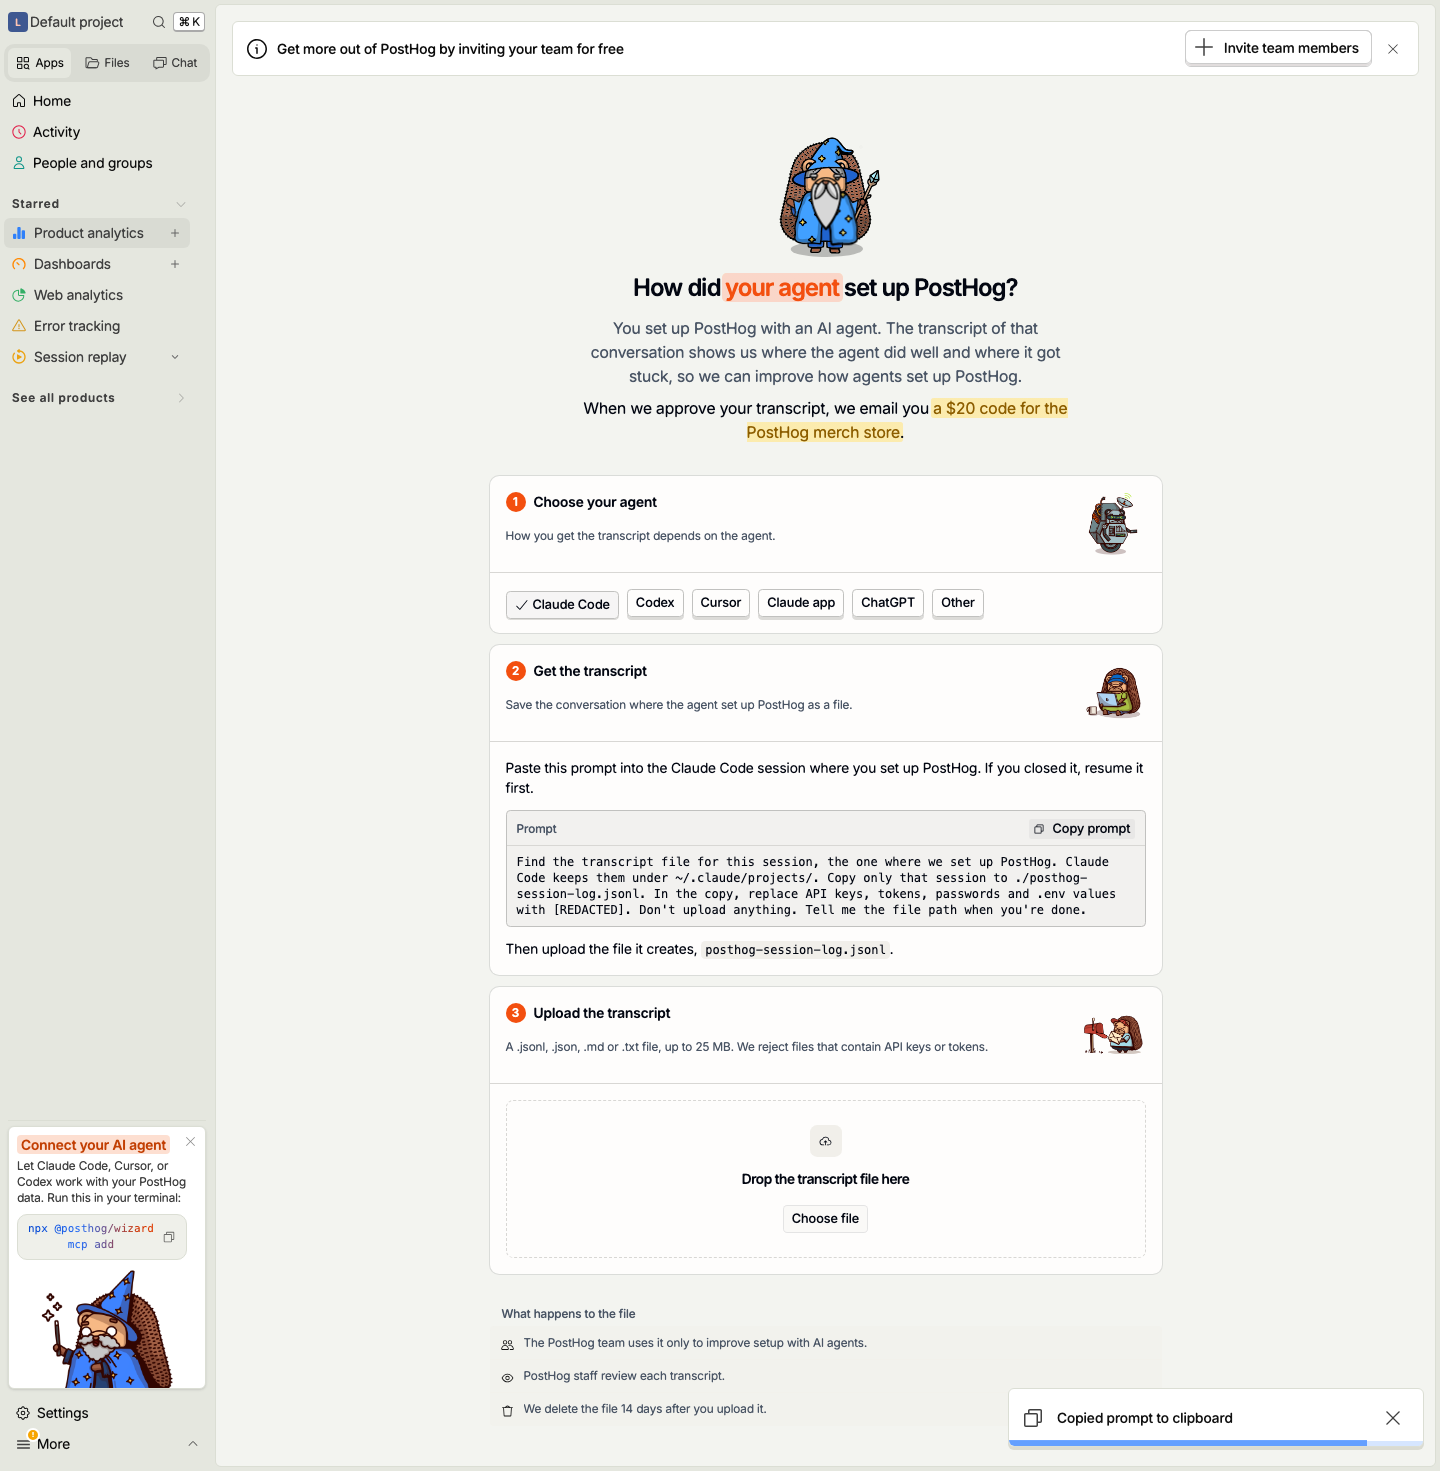 L Default project
⌘ K
Apps
Files
Chat
Home
Activity
People and groups
Starred
Product analytics
Dashboards
Web analytics
Error tracking
Session replay
See all products
Connect your AI agent
Let Claude Code, Cursor, or
Codex work with your PostHog
data. Run this in your terminal:
npx @posthog/wizard
mcp add
Settings
More
Get more out of PostHog by inviting your team for free
Invite team members
How did your agent set up PostHog?
You set up PostHog with an AI agent. The transcript of that
conversation shows us where the agent did well and where it got
stuck, so we can improve how agents set up PostHog.
When we approve your transcript, we email you a $20 code for the
PostHog merch store.
1 Choose your agent
How you get the transcript depends on the agent.
Claude Code
Codex
Cursor
Claude app
ChatGPT
Other
2 Get the transcript
Save the conversation where the agent set up PostHog as a file.
Paste this prompt into the Claude Code session where you set up PostHog. If you closed it, resume it
first.
Prompt
Copy prompt
Find the transcript file for this session, the one where we set up PostHog. Claude
Code keeps them under ~/.claude/projects/. Copy only that session to ./posthog-
session-log.jsonl. In the copy, replace API keys, tokens, passwords and .env values
with [REDACTED]. Don't upload anything. Tell me the file path when you're done.
Then upload the file it creates, posthog-session-log.jsonl.
3 Upload the transcript
A .jsonl, .json, .md or .txt file, up to 25 MB. We reject files that contain API keys or tokens.
Drop the transcript file here
Choose file
What happens to the file
The PostHog team uses it only to improve setup with AI agents.
PostHog staff review each transcript.
We delete the file 14 days after you upload it.
Copied prompt to clipboard